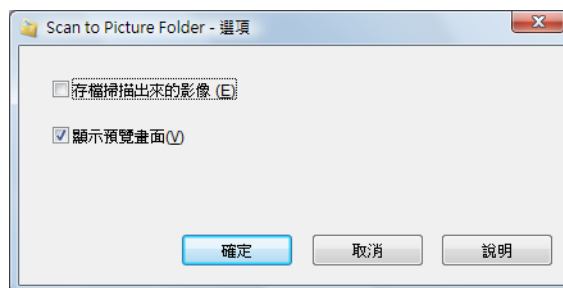 Scan to Picture Folder - 選項
存檔掃描出來的影像 (E)
顯示預覽畫面(V)
確定 取消 說明